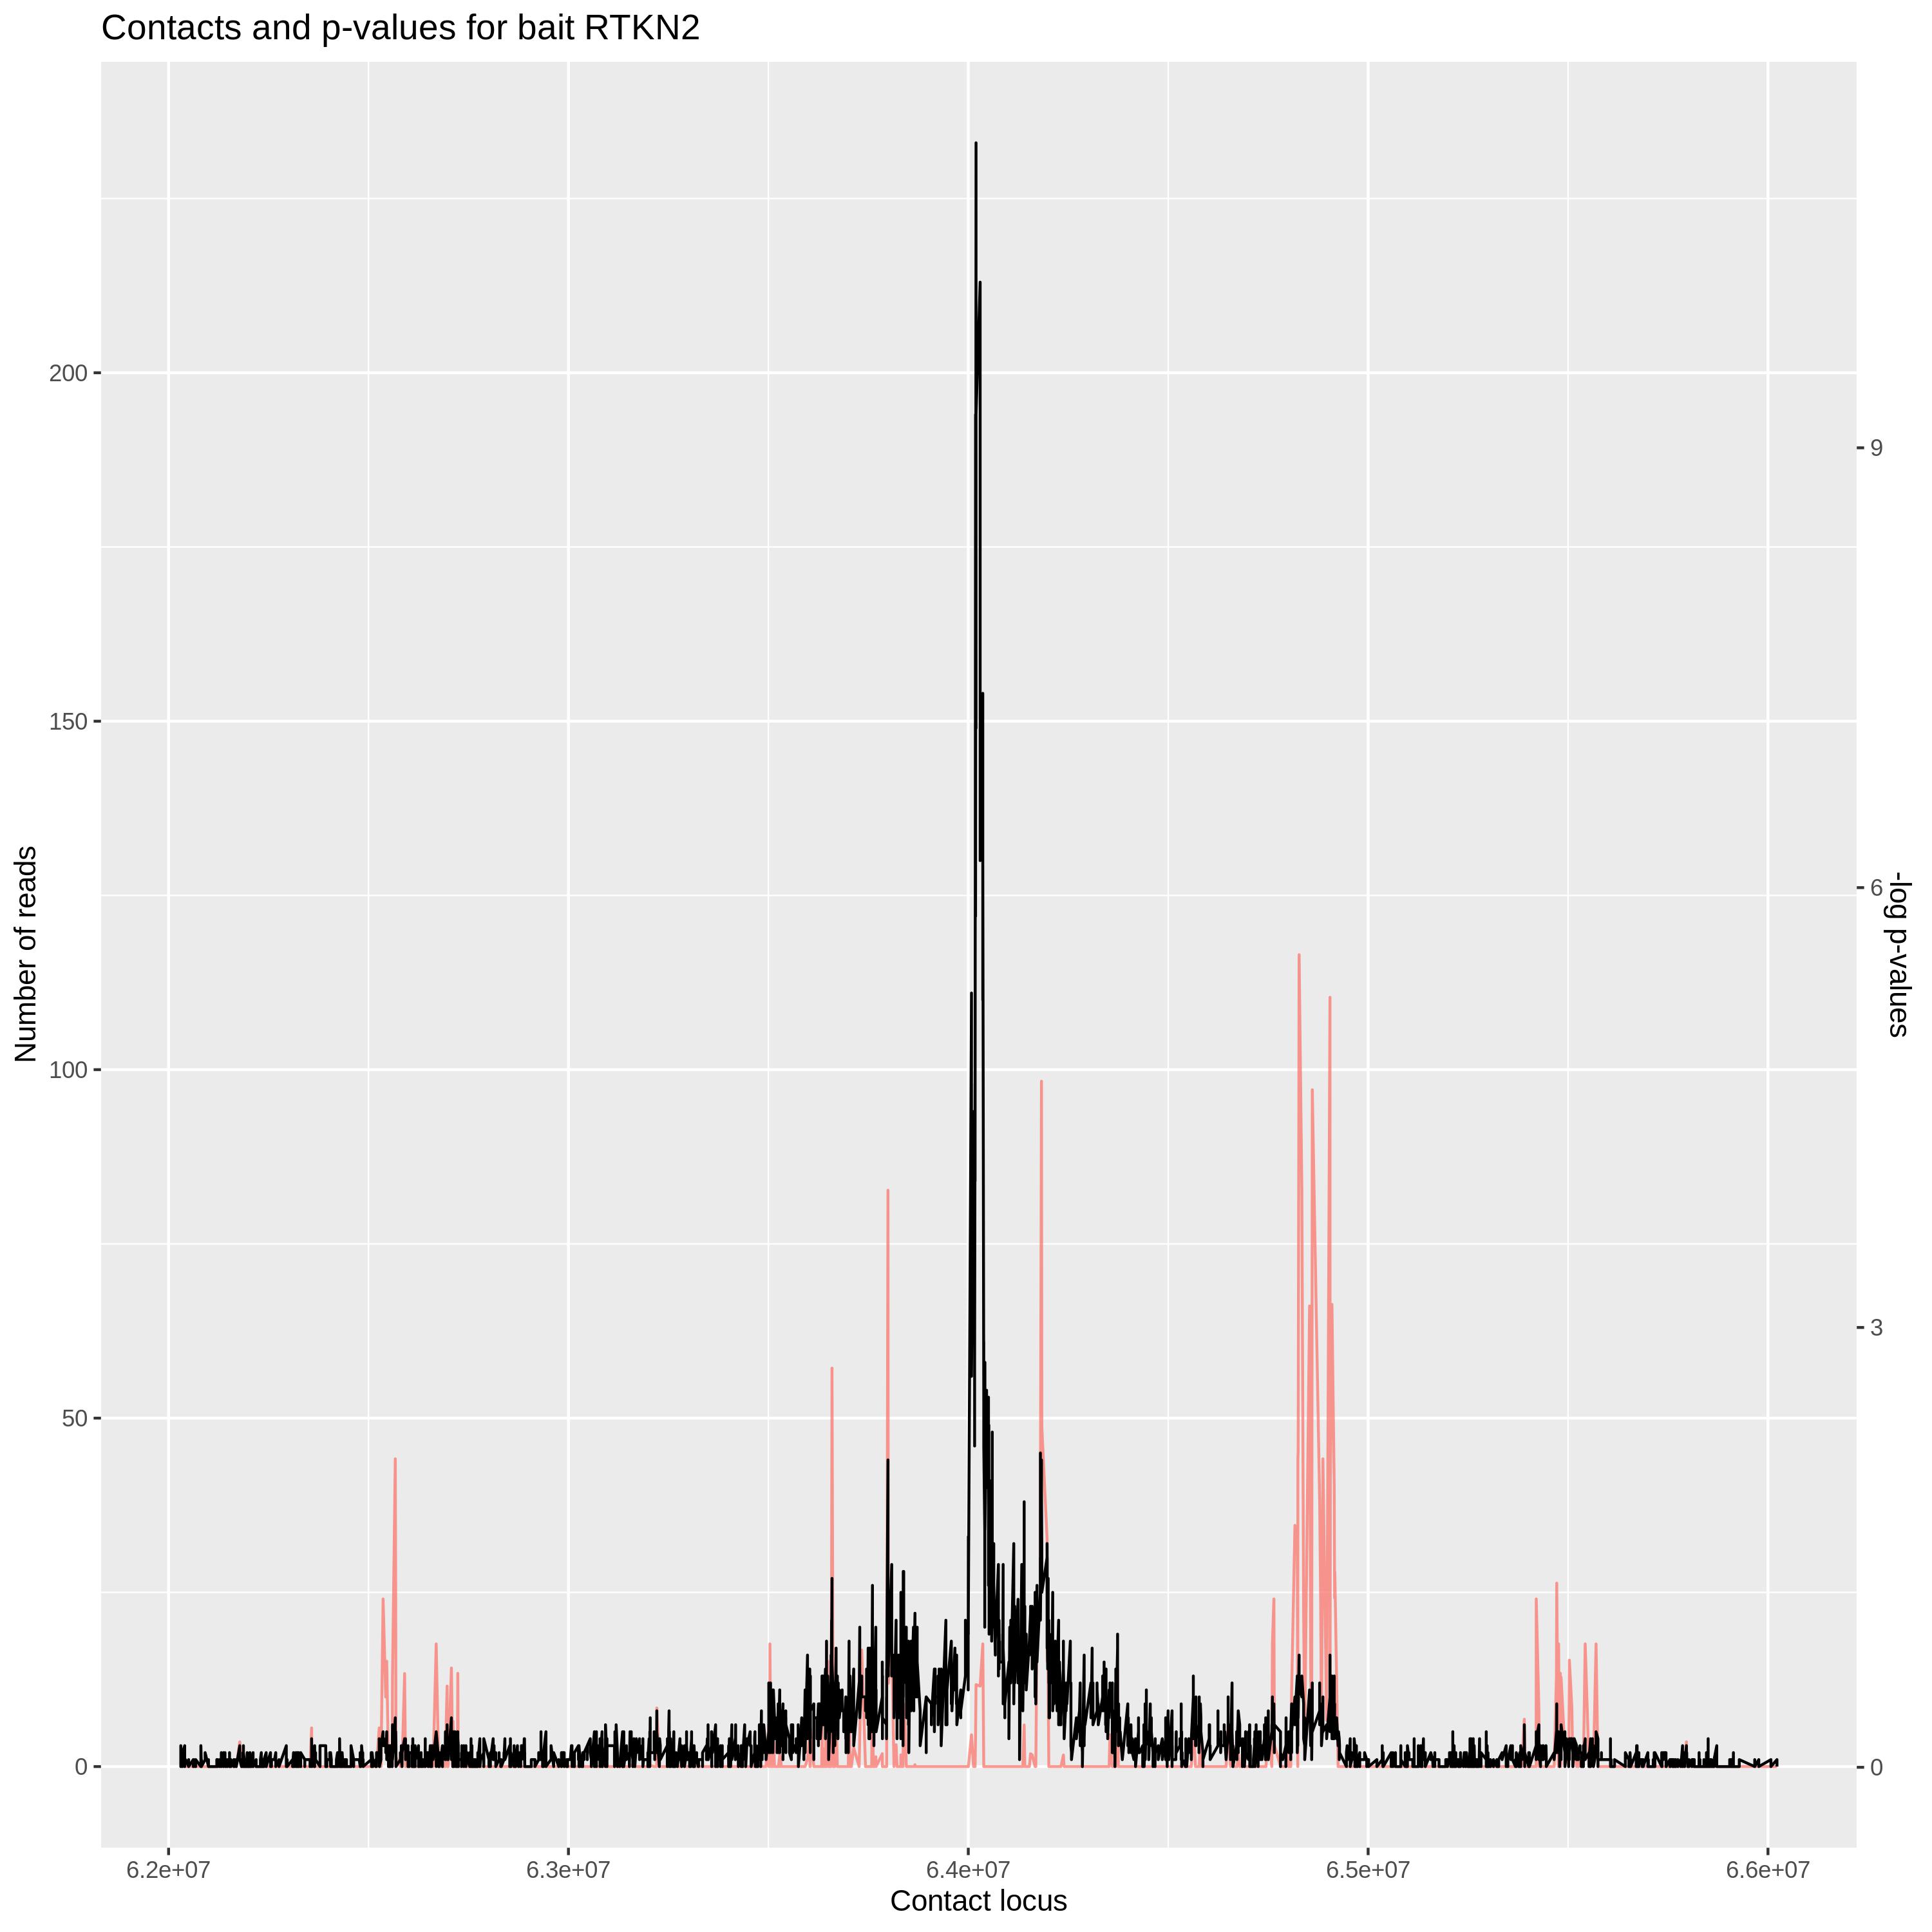 Contacts and p-values for bait RTKN2
Number of reads
200
150
100
50
0
9
6
3
0
-log p-values
6.2e+07 6.3e+07 6.4e+07 6.5e+07 6.6e+07
Contact locus